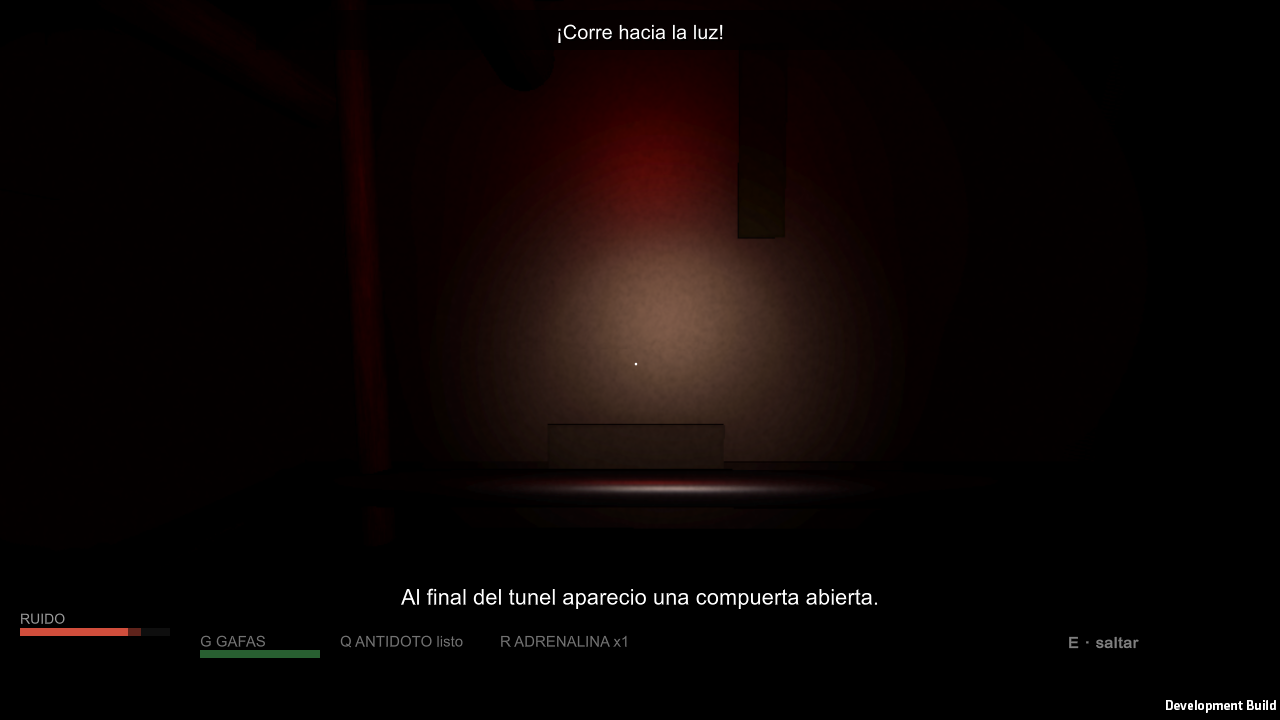 ¡Corre hacia la luz!
Al final del tunel aparecio una compuerta abierta.
RUIDO
G GAFAS
Q ANTIDOTO listo
R ADRENALINA x1
E · saltar
Development Build